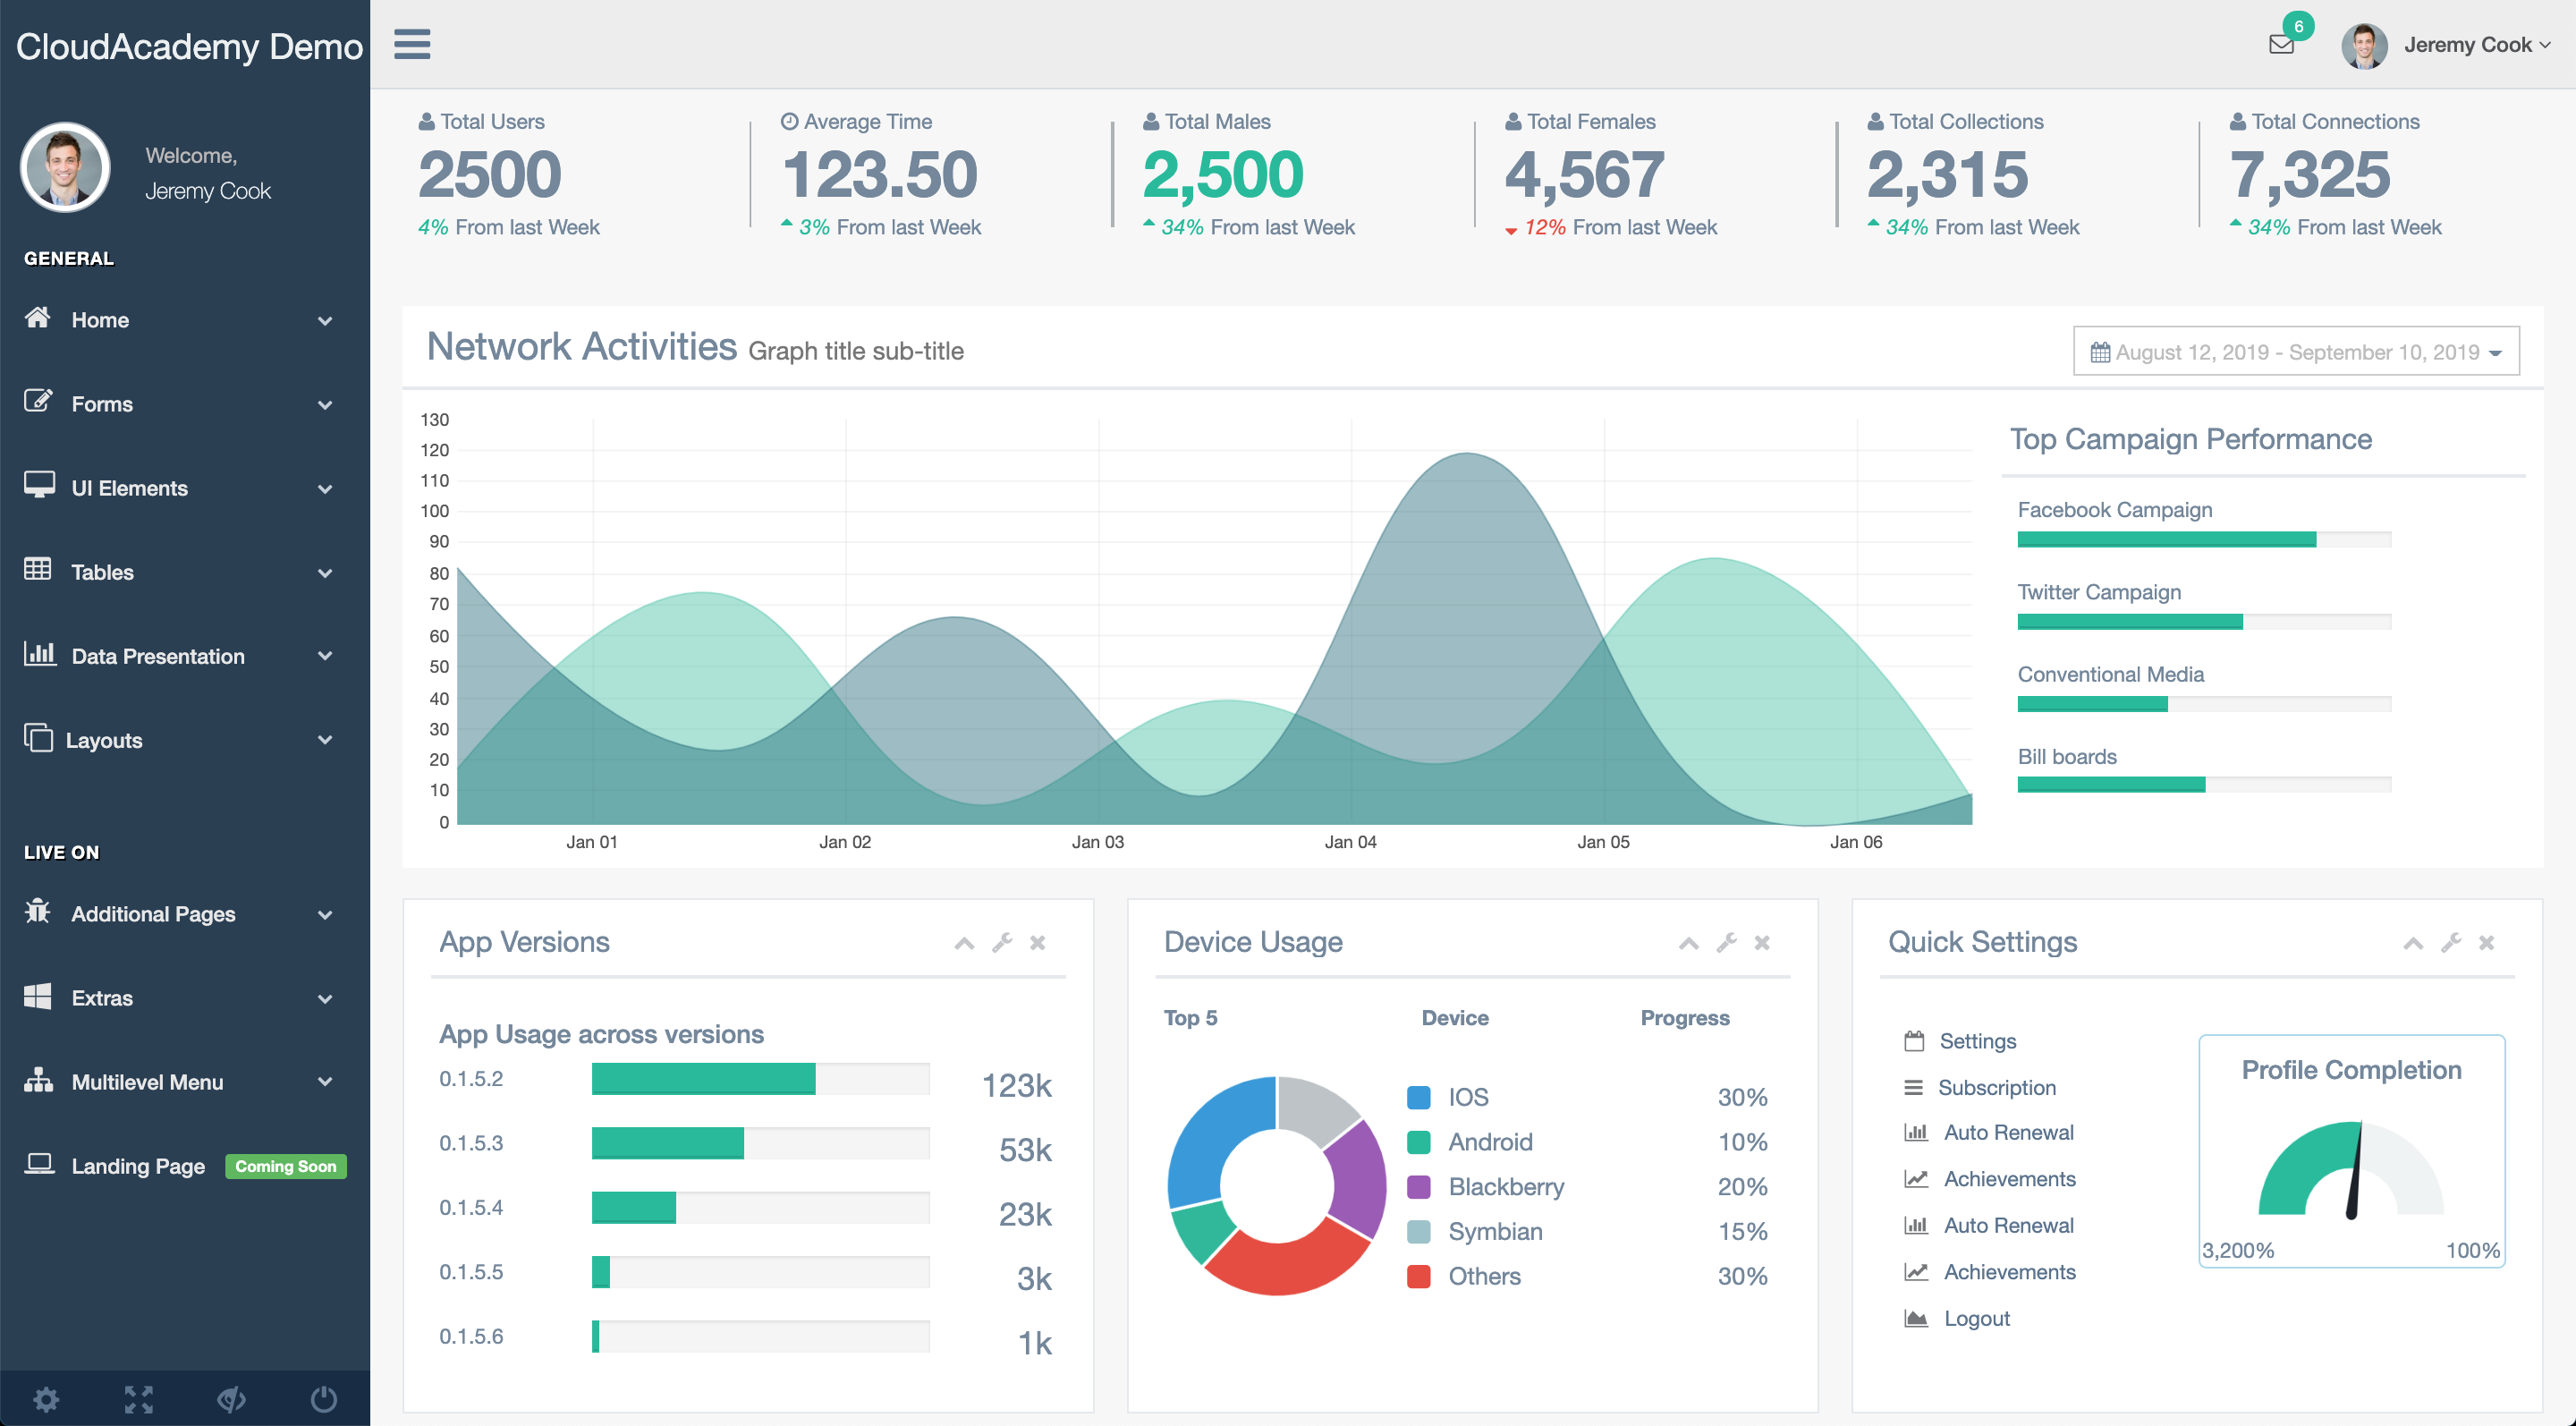 CloudAcademy Demo
Welcome,
Jeremy Cook
GENERAL
Home
Forms
UI Elements
Tables
Data Presentation
Layouts
LIVE ON
Additional Pages
Extras
Multilevel Menu
Landing Page Coming Soon
6
Jeremy Cook
Total Users
2500
4% From last Week
Average Time
123.50
3% From last Week
Total Males
2,500
34% From last Week
Total Females
4,567
12% From last Week
Total Collections
2,315
34% From last Week
Total Connections
7,325
34% From last Week
Network Activities Graph title sub-title
August 12, 2019 - September 10, 2019
130
120
110
100
90
80
70
60
50
40
30
20
10
0
Jan 01 Jan 02 Jan 03 Jan 04 Jan 05 Jan 06
Top Campaign Performance
Facebook Campaign
Twitter Campaign
Conventional Media
Bill boards
App Versions
App Usage across versions
0.1.5.2 123k
0.1.5.3 53k
0.1.5.4 23k
0.1.5.5 3k
0.1.5.6 1k
Device Usage
Top 5 Device Progress
IOS 30%
Android 10%
Blackberry 20%
Symbian 15%
Others 30%
Quick Settings
Settings
Subscription
Auto Renewal
Achievements
Auto Renewal
Achievements
Logout
Profile Completion
3,200% 100%